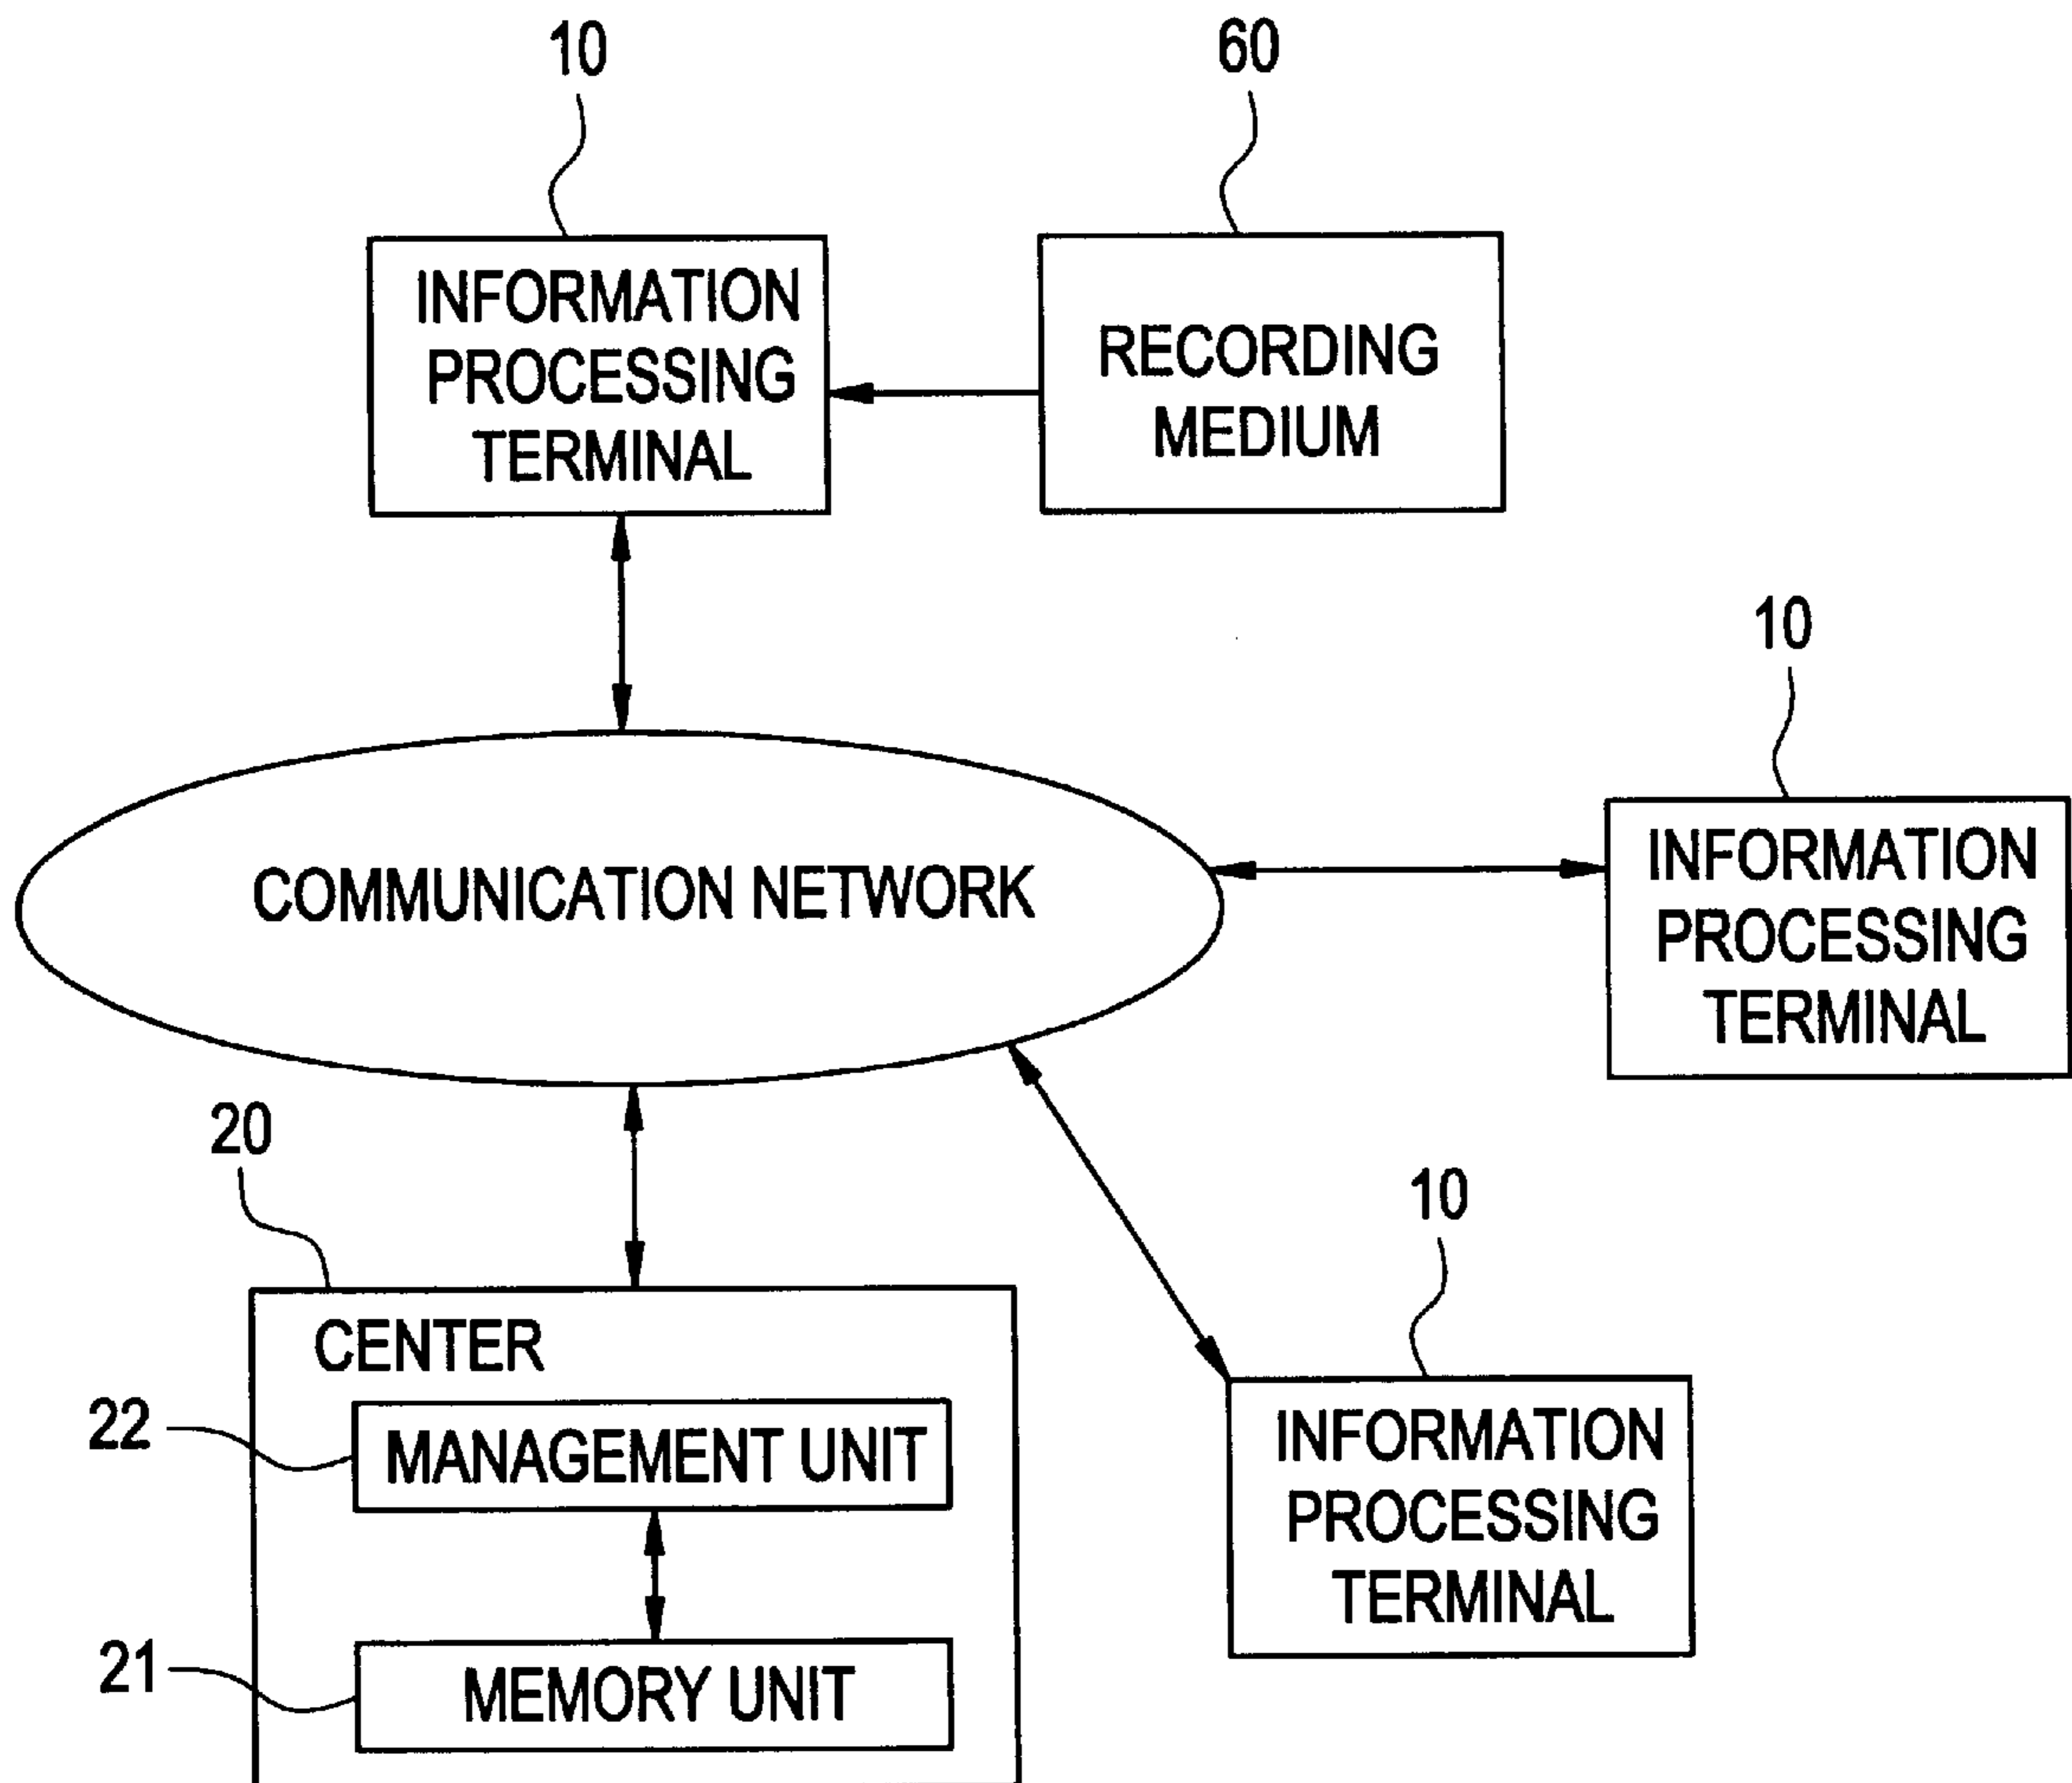 10
60
INFORMATION
PROCESSING
TERMINAL
RECORDING
MEDIUM
10
COMMUNICATION NETWORK
INFORMATION
PROCESSING
TERMINAL
20
10
CENTER
22
MANAGEMENT UNIT
INFORMATION
PROCESSING
TERMINAL
21
MEMORY UNIT